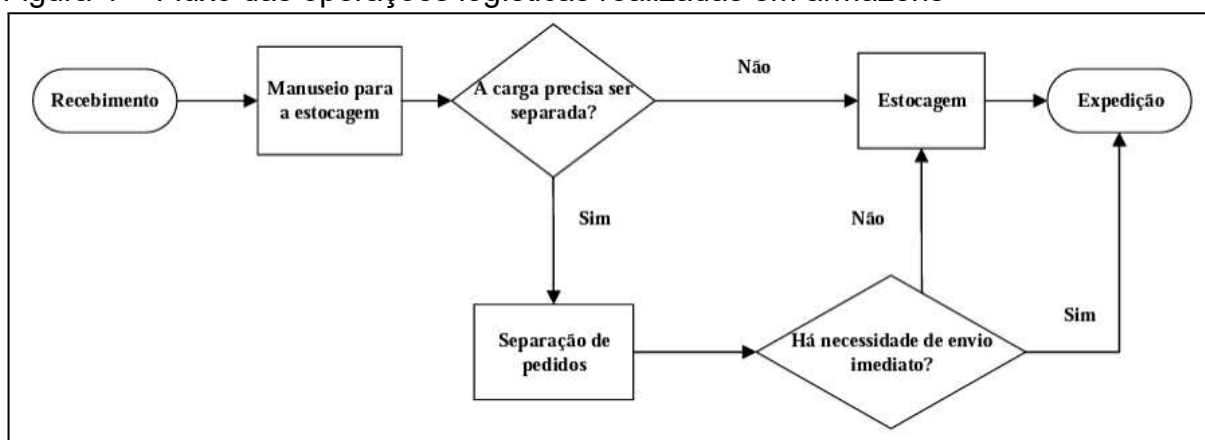 Não
Recebimento
Manuseio para
a estocagem
A carga precisa ser
separada?
Estocagem
Expedição
Sim
Não
Separação de
pedidos
Há necessidade de envio
imediato?
Sim